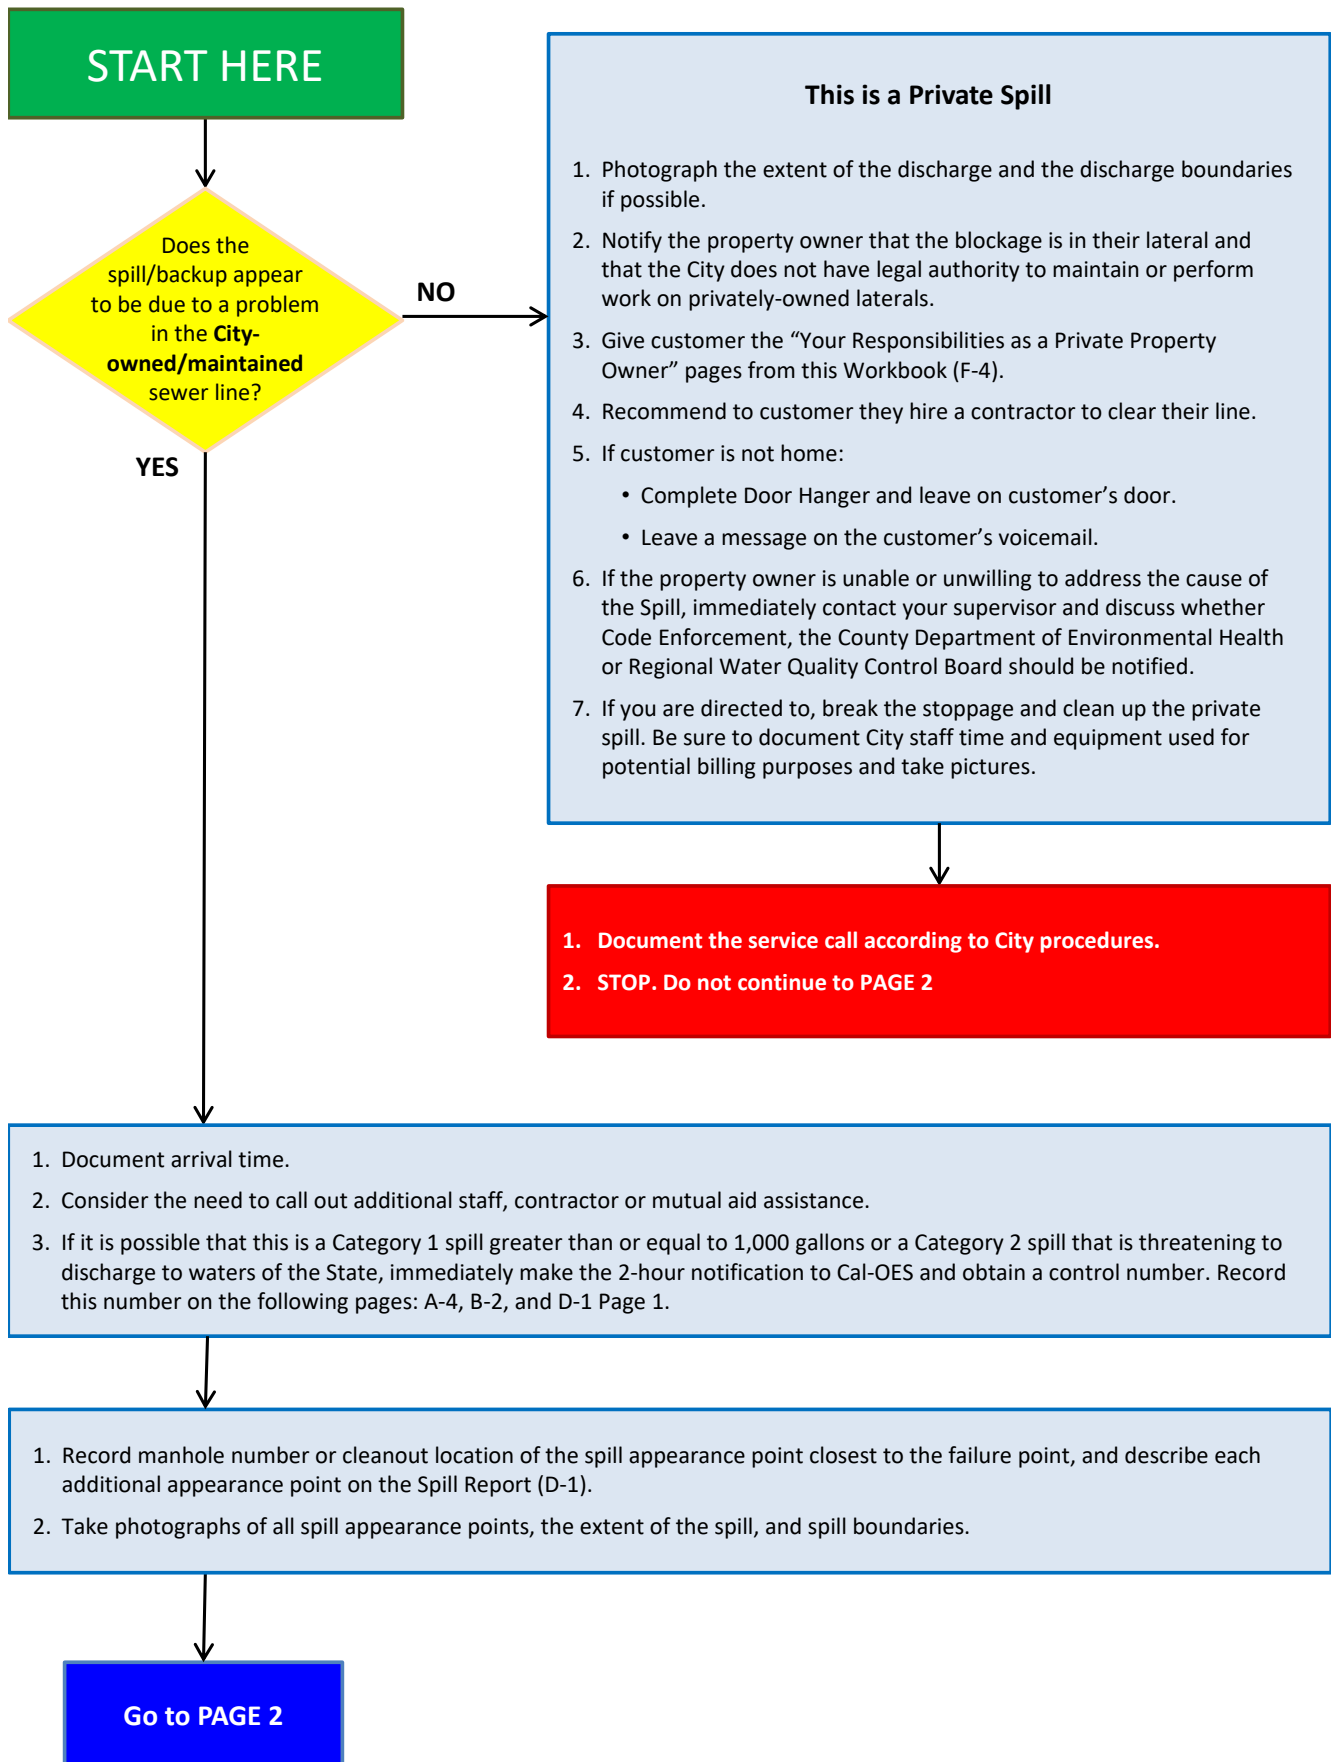 START HERE
Does the
spill/backup appear
to be due to a problem
in the City-
owned/maintained
sewer line?
NO
YES
This is a Private Spill
1. Photograph the extent of the discharge and the discharge boundaries
if possible.
2. Notify the property owner that the blockage is in their lateral and
that the City does not have legal authority to maintain or perform
work on privately-owned laterals.
3. Give customer the “Your Responsibilities as a Private Property
Owner” pages from this Workbook (F-4).
4. Recommend to customer they hire a contractor to clear their line.
5. If customer is not home:
• Complete Door Hanger and leave on customer’s door.
• Leave a message on the customer’s voicemail.
6. If the property owner is unable or unwilling to address the cause of
the Spill, immediately contact your supervisor and discuss whether
Code Enforcement, the County Department of Environmental Health
or Regional Water Quality Control Board should be notified.
7. If you are directed to, break the stoppage and clean up the private
spill. Be sure to document City staff time and equipment used for
potential billing purposes and take pictures.
1. Document the service call according to City procedures.
2. STOP. Do not continue to PAGE 2
1. Document arrival time.
2. Consider the need to call out additional staff, contractor or mutual aid assistance.
3. If it is possible that this is a Category 1 spill greater than or equal to 1,000 gallons or a Category 2 spill that is threatening to
discharge to waters of the State, immediately make the 2-hour notification to Cal-OES and obtain a control number. Record
this number on the following pages: A-4, B-2, and D-1 Page 1.
1. Record manhole number or cleanout location of the spill appearance point closest to the failure point, and describe each
additional appearance point on the Spill Report (D-1).
2. Take photographs of all spill appearance points, the extent of the spill, and spill boundaries.
Go to PAGE 2